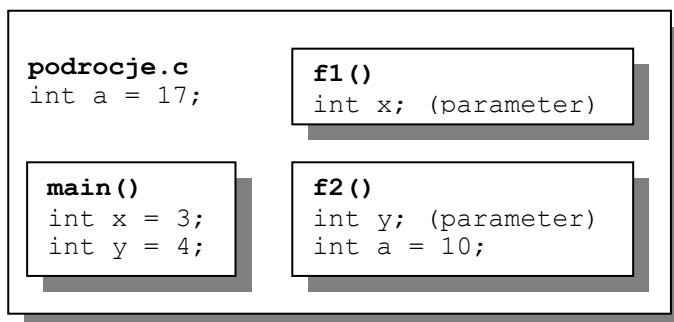 podrocje.c
int a = 17;
f1()
int x; (parameter)
main()
int x = 3;
int y = 4;
f2()
int y; (parameter)
int a = 10;